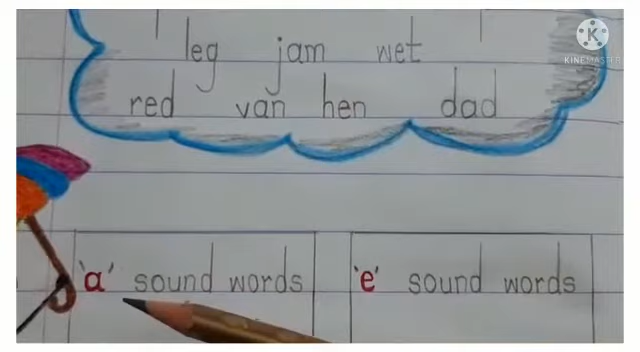 K
KINEMASTER
leg jam wet
red van hen dad
'a' sound words 'e' sound words